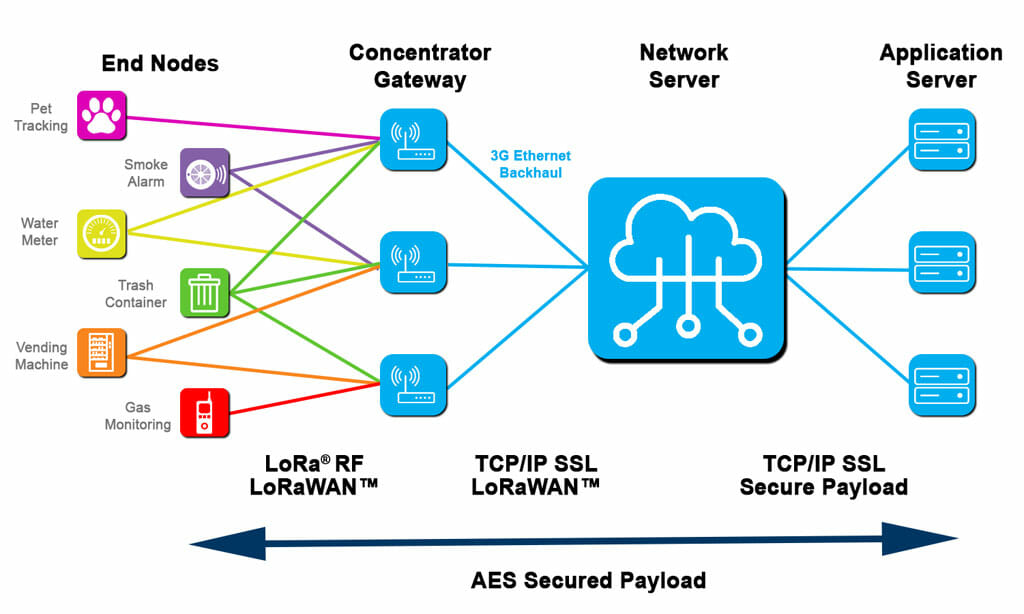 End Nodes
Concentrator
Gateway
Network
Server
Application
Server
Pet
Tracking
Smoke
Alarm
Water
Meter
Trash
Container
Vending
Machine
Gas
Monitoring
3G Ethernet
Backhaul
LoRa® RF
LoRaWAN™
TCP/IP SSL
LoRaWAN™
TCP/IP SSL
Secure Payload
AES Secured Payload